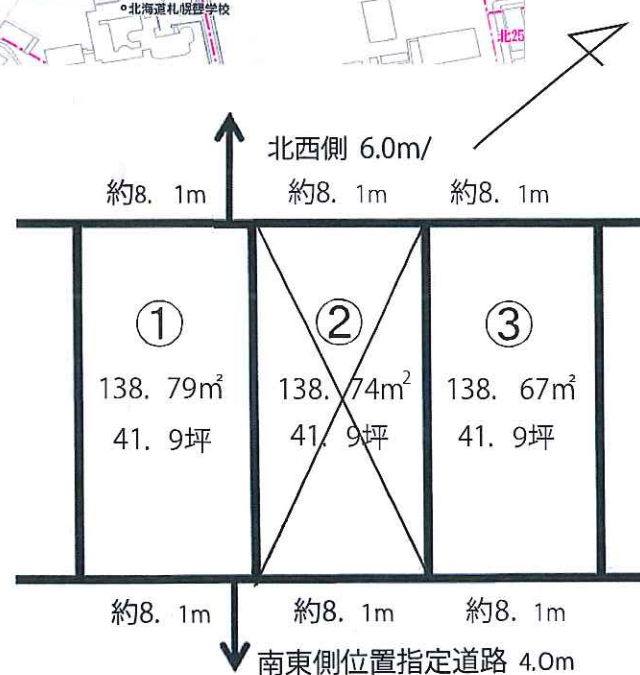 北海道札幌聾学校
北25
北西側 6.0m/
約8. 1m 約8. 1m 約8. 1m
① ② ③
138. 79㎡ 138. 74m² 138. 67㎡
41. 9坪 41. 9坪 41. 9坪
約8. 1m 約8. 1m 約8. 1m
南東側位置指定道路 4.0m